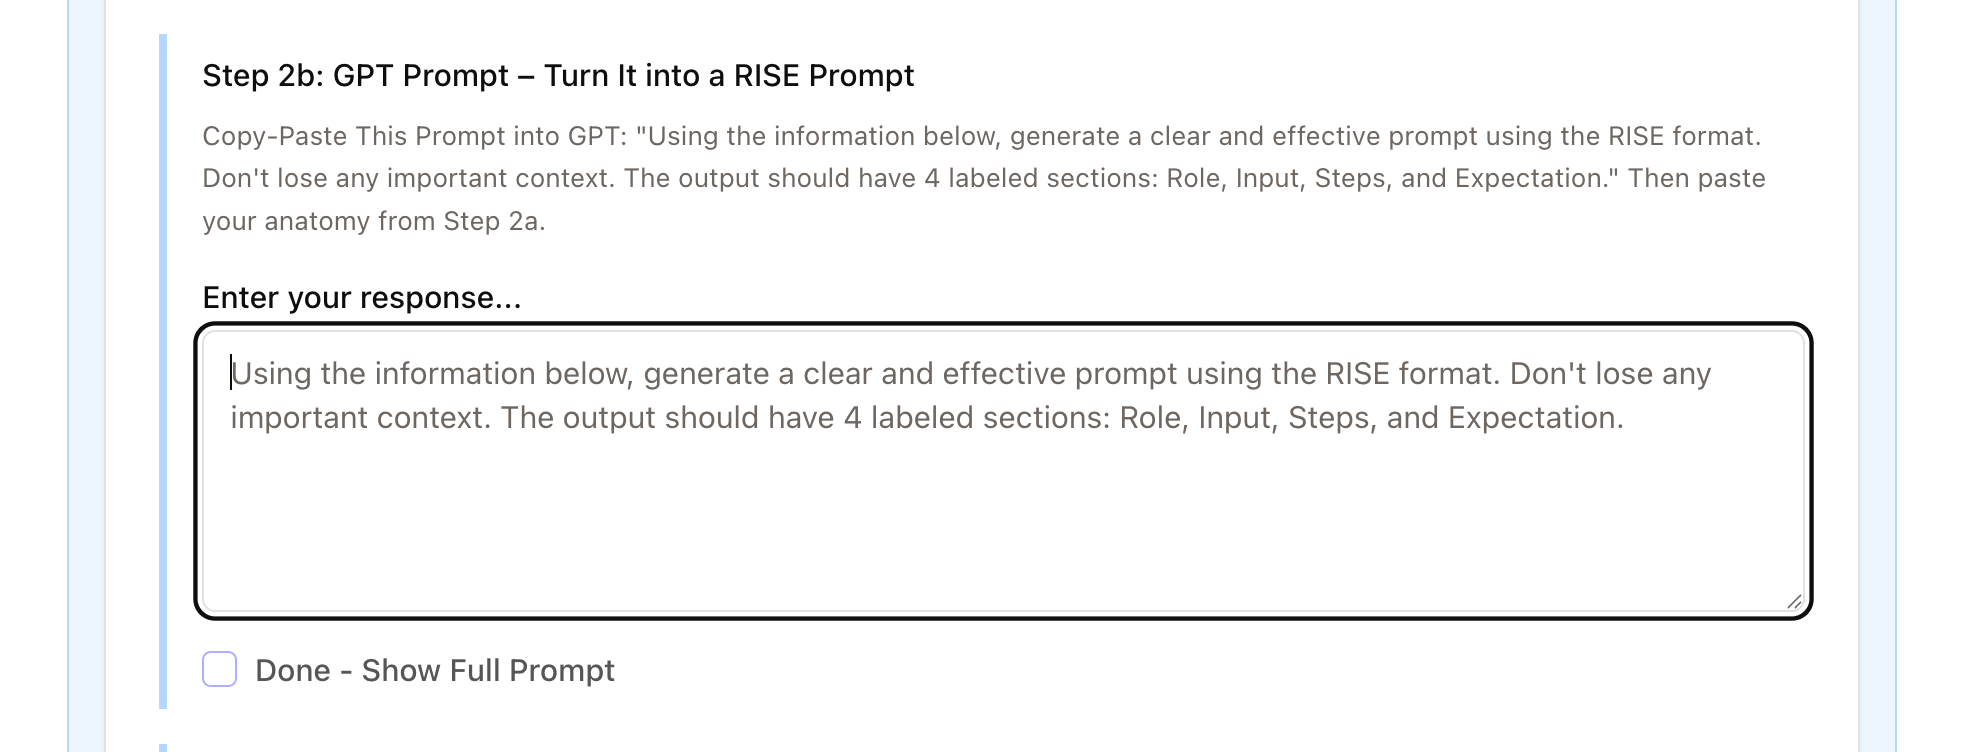 Step 2b: GPT Prompt – Turn It into a RISE Prompt
Copy-Paste This Prompt into GPT: "Using the information below, generate a clear and effective prompt using the RISE format.
Don't lose any important context. The output should have 4 labeled sections: Role, Input, Steps, and Expectation." Then paste
your anatomy from Step 2a.
Enter your response...
Using the information below, generate a clear and effective prompt using the RISE format. Don't lose any
important context. The output should have 4 labeled sections: Role, Input, Steps, and Expectation.
Done - Show Full Prompt